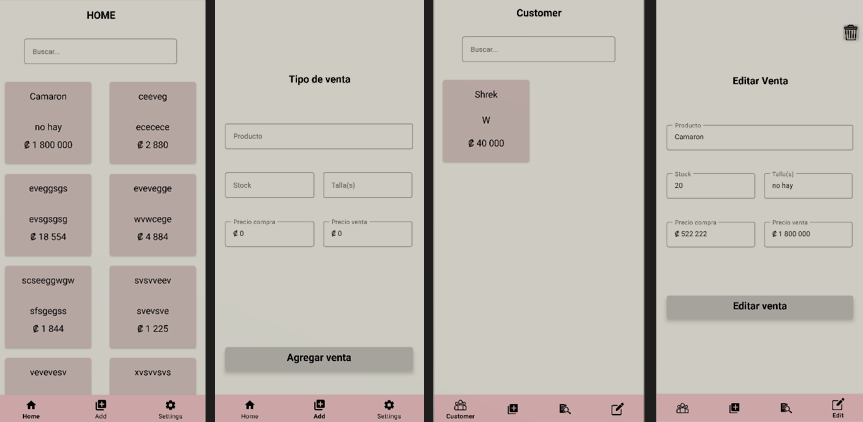 HOME
Buscar...
Camaron
no hay
₡ 1 800 000
ceeveg
ececece
₡ 2 880
eveggsgs
evsgsgsg
₡ 18 554
evevegge
wvwcege
₡ 4 884
scseeggwgw
sfsgegss
₡ 1 844
svsvveev
svevsve
₡ 1 225
vevevesv
xvsvvsvs
Home
Add
Settings
Tipo de venta
Producto
Stock
Talla(s)
Precio compra
₡ 0
Precio venta
₡ 0
Agregar venta
Home
Add
Settings
Customer
Buscar...
Shrek
W
₡ 40 000
Customer
Editar Venta
Producto
Camaron
Stock
20
Talla(s)
no hay
Precio compra
₡ 522 222
Precio venta
₡ 1 800 000
Editar venta
Edit